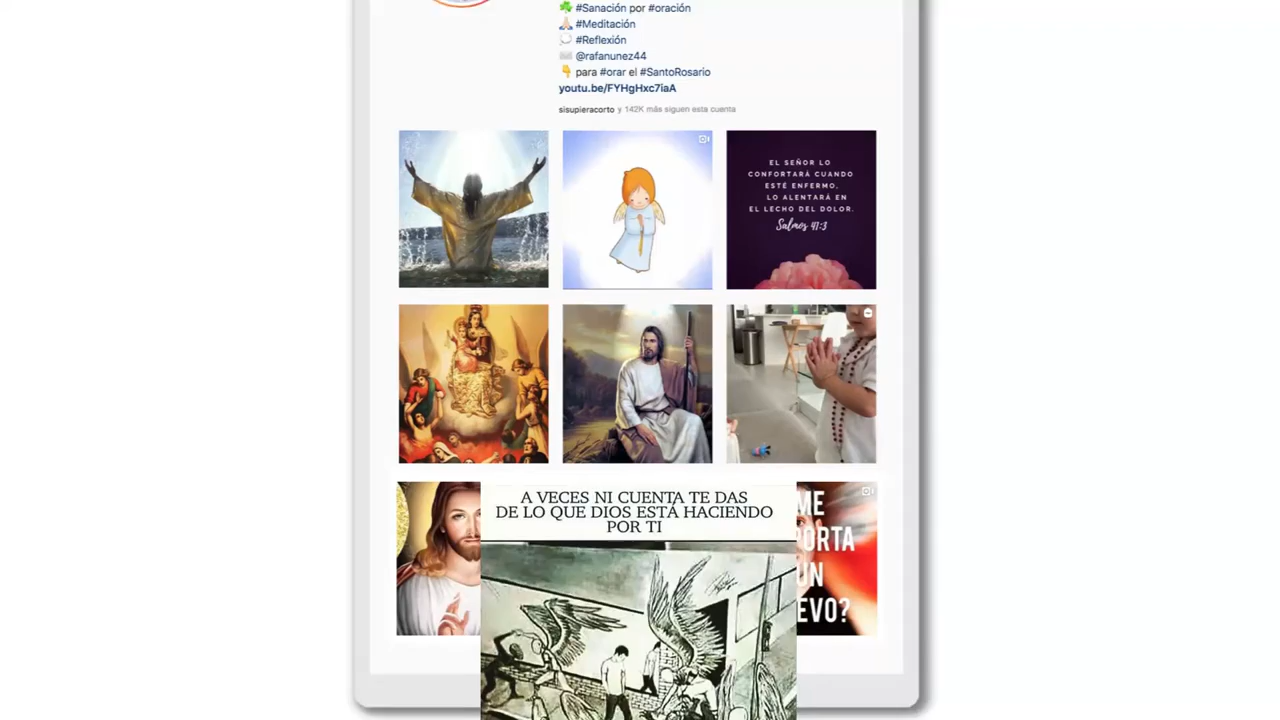 #Sanación por #oración
#Meditación
#Reflexión
@rafanunez44
para #orar el #SantoRosario
youtu.be/FYHgHxc7iaA
sisupieracorto y 142K más siguen esta cuenta
EL SEÑOR LO
CONFORTARÁ CUANDO
ESTÉ ENFERMO,
LO ALENTARÁ EN
EL LECHO DEL DOLOR.
Salmos 41:3
A VECES NI CUENTA TE DAS
DE LO QUE DIOS ESTÁ HACIENDO
POR TI
ME
PORTA
UN
EVO?